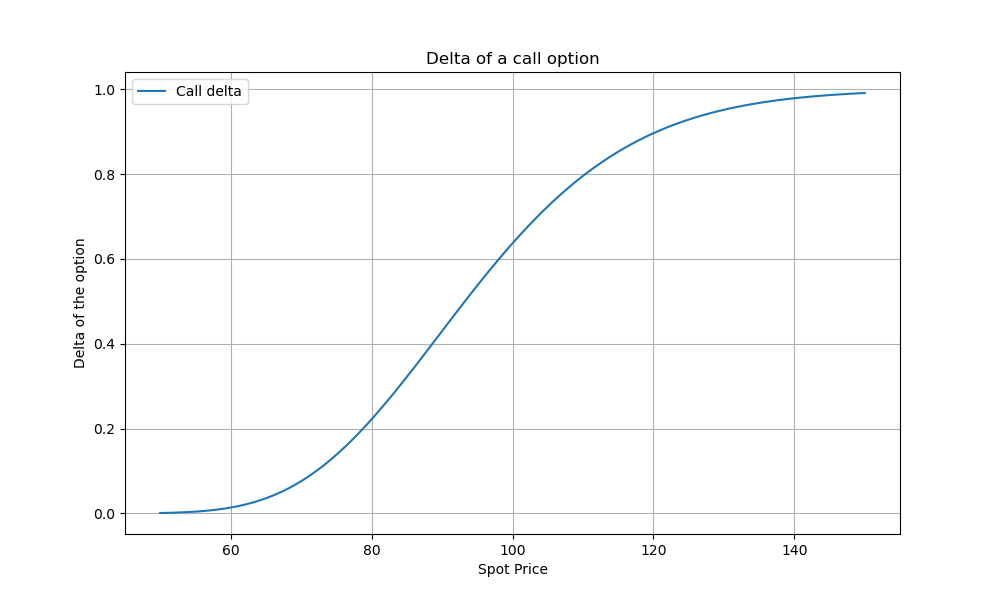 Delta of a call option
Call delta
Delta of the option
1.0
0.8
0.6
0.4
0.2
0.0
60 80 100 120 140
Spot Price